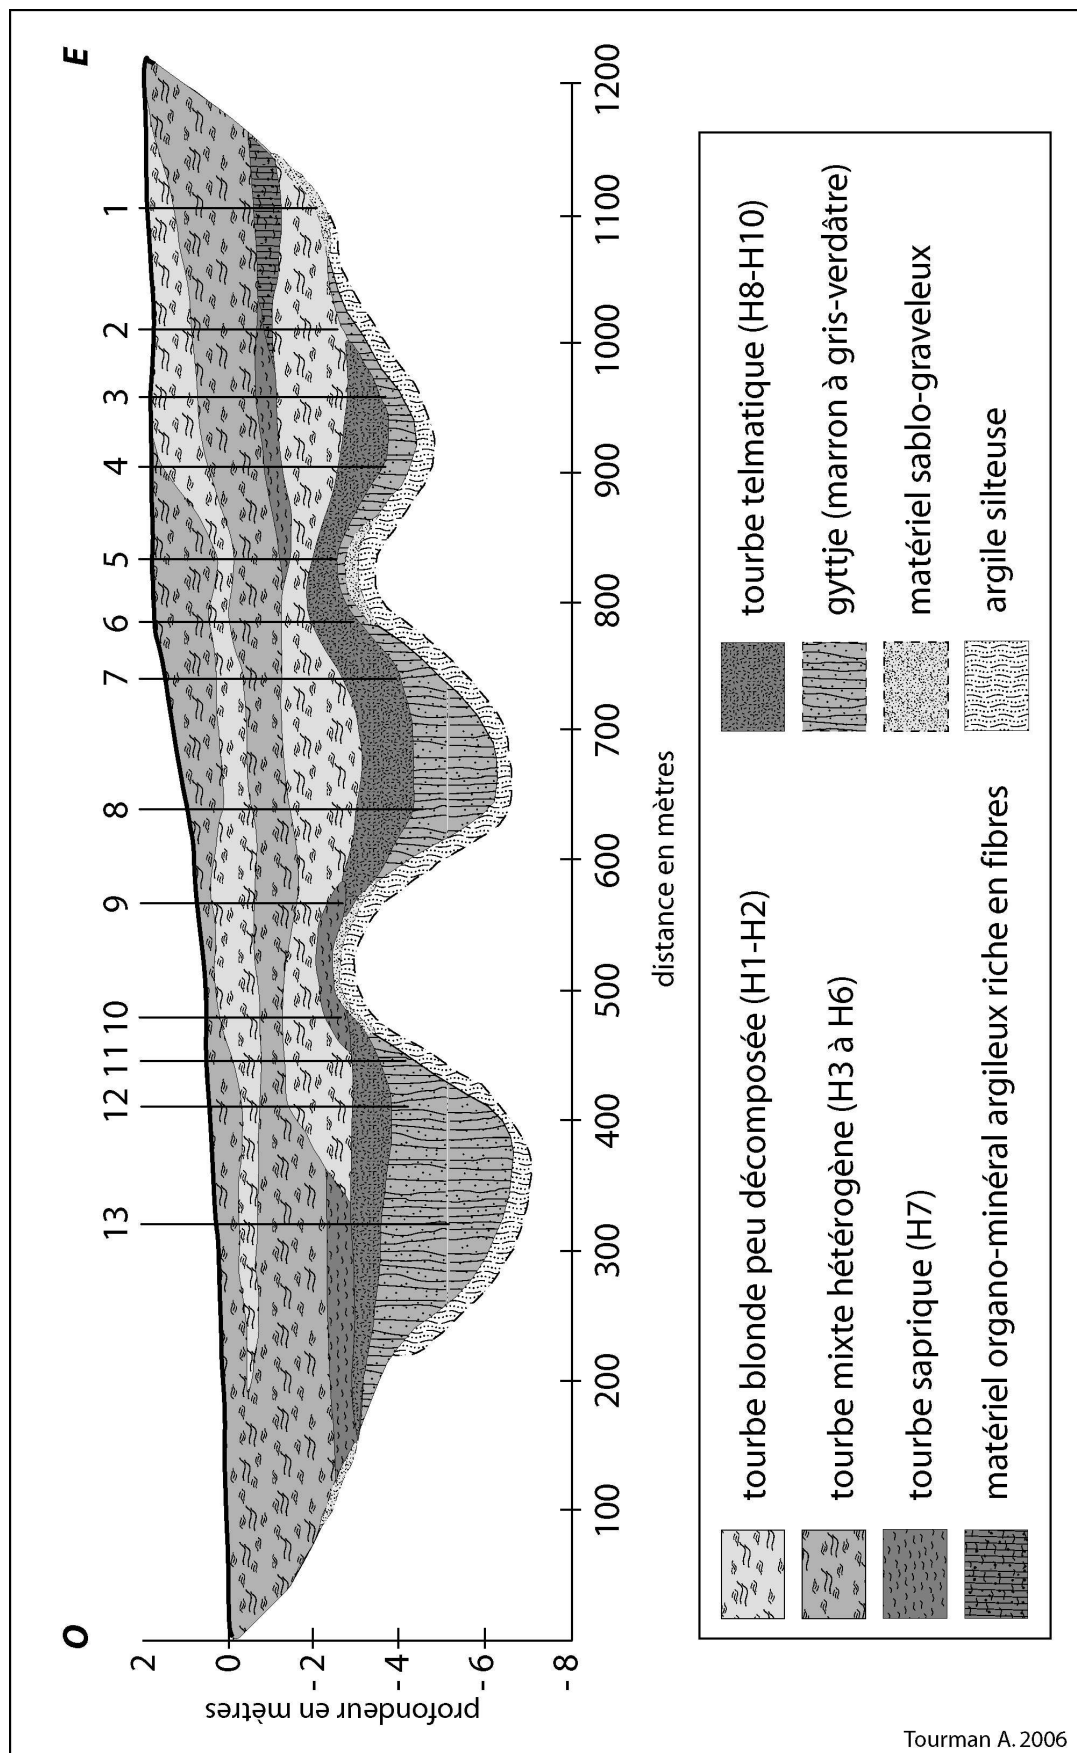 O
E
13 12 11 10 9 8 7 6 5 4 3 2 1
2
0
- 2
- 4
- 6
- 8
profondeur en mètres
100 200 300 400 500 600 700 800 900 1000 1100 1200
distance en mètres
tourbe blonde peu décomposée (H1-H2)
tourbe mixte hétérogène (H3 à H6)
tourbe saprique (H7)
matériel organo-minéral argileux riche en fibres
tourbe telmatique (H8-H10)
gyttje (marron à gris-verdâtre)
matériel sablo-graveleux
argile silteuse
Tourman A. 2006